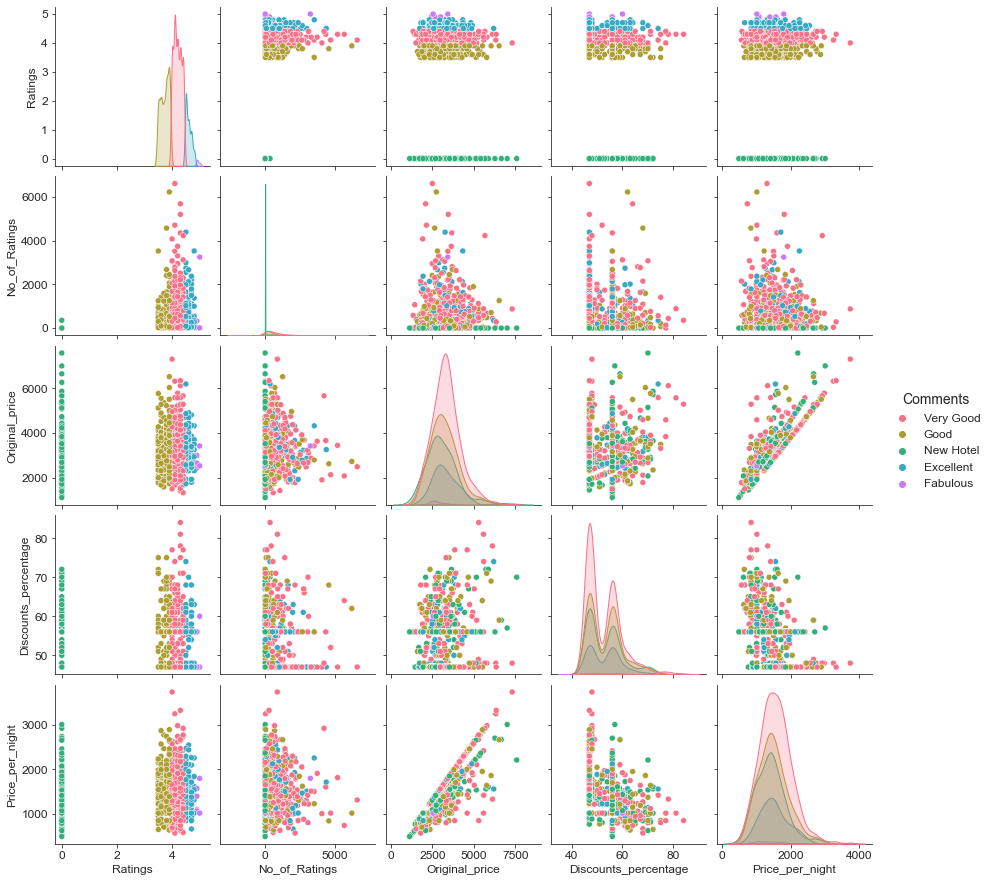 5
4
3
2
1
0
Ratings
6000
4000
2000
0
No_of_Ratings
6000
4000
2000
Original_price
Comments
Very Good
Good
New Hotel
Excellent
Fabulous
80
70
60
50
Discounts_percentage
3000
2000
1000
Price_per_night
0 2 4
0 5000
0 2500 5000 7500
40 60 80
0 2000 4000
Ratings
No_of_Ratings
Original_price
Discounts_percentage
Price_per_night